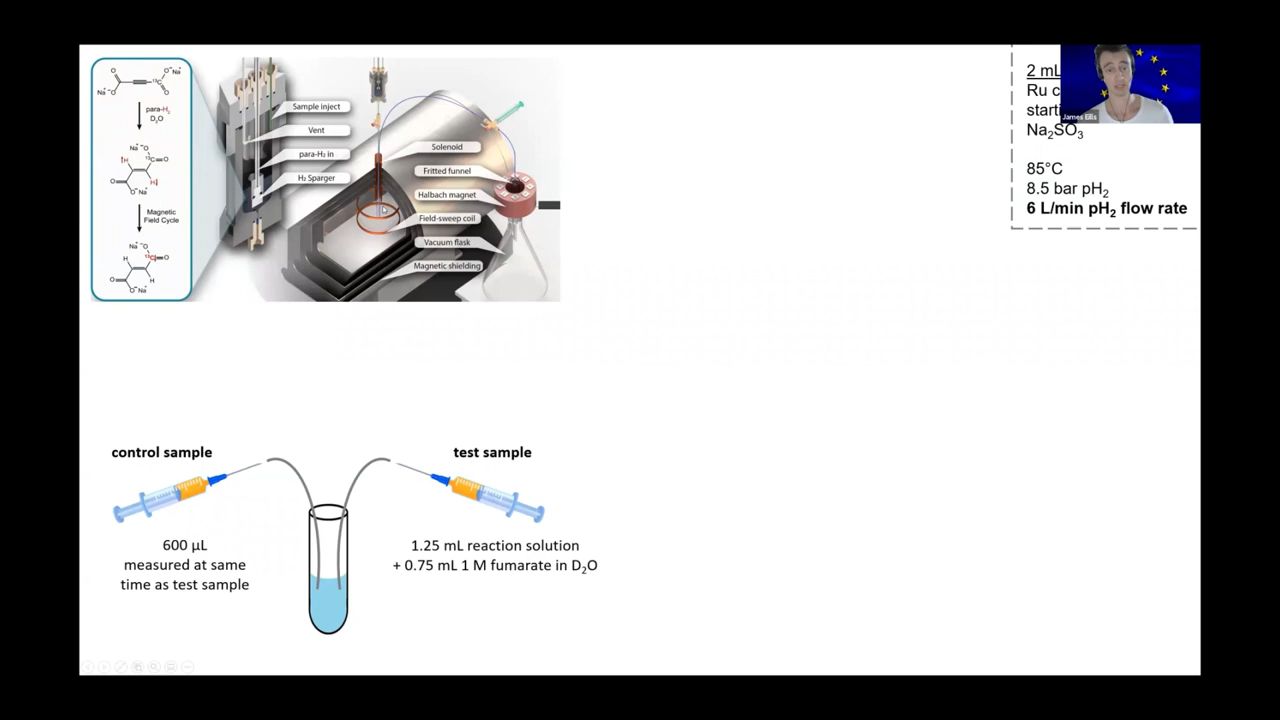 para-H2
D2O
Magnetic
Field Cycle
Sample inject
Vent
para-H2 in
H2 Sparger
Solenoid
Fritted funnel
Halbach magnet
Field-sweep coil
Vacuum flask
Magnetic shielding
2 mL
Ru
Na2SO3
85°C
8.5 bar pH2
6 L/min pH2 flow rate
James Eills
control sample
test sample
600 µL
measured at same
time as test sample
1.25 mL reaction solution
+ 0.75 mL 1 M fumarate in D2O